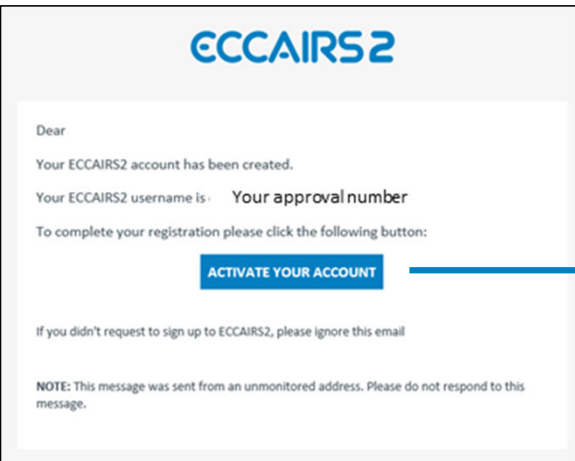 ECCAIRS2
Dear
Your ECCAIRS2 account has been created.
Your ECCAIRS2 username is Your approval number
To complete your registration please click the following button:
ACTIVATE YOUR ACCOUNT
If you didn't request to sign up to ECCAIRS2, please ignore this email
NOTE: This message was sent from an unmonitored address. Please do not respond to this
message.